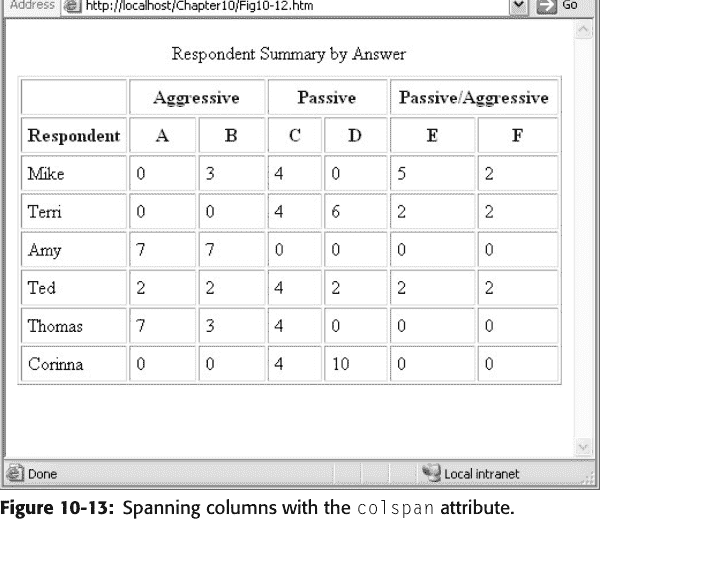 Address http://localhost/Chapter10/Fig10-12.htm Go
Respondent Summary by Answer
Aggressive Passive Passive/Aggressive
Respondent A B C D E F
Mike 0 3 4 0 5 2
Terri 0 0 4 6 2 2
Amy 7 7 0 0 0 0
Ted 2 2 4 2 2 2
Thomas 7 3 4 0 0 0
Corinna 0 0 4 10 0 0
Done Local intranet
Figure 10-13: Spanning columns with the colspan attribute.